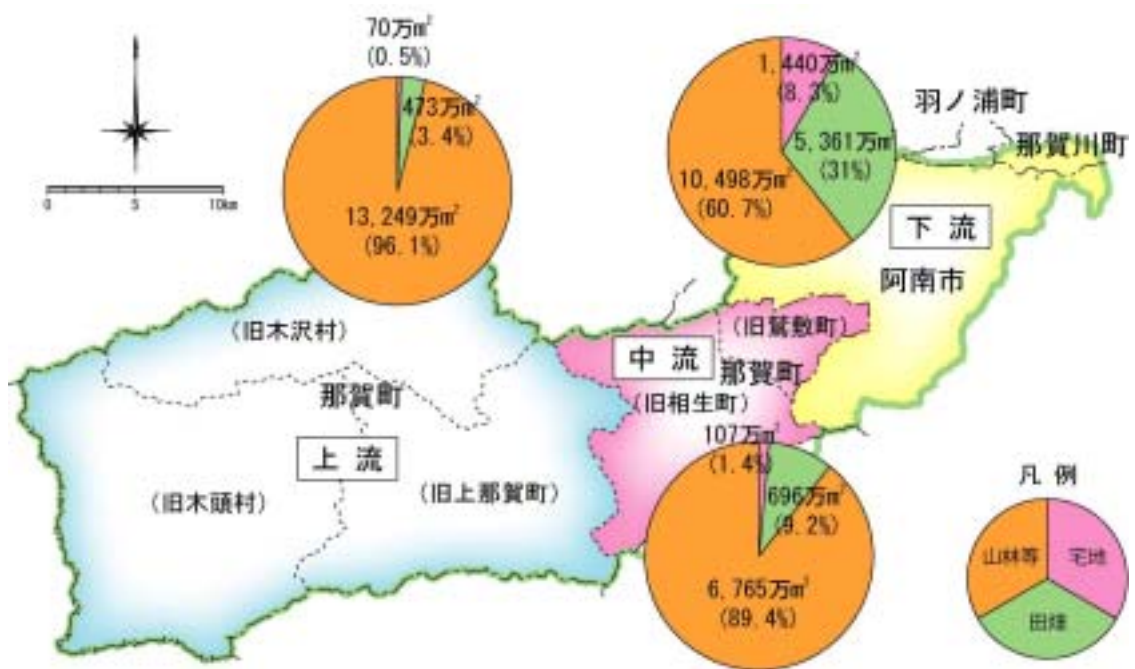 70万㎡
(0.5%)
473万㎡
(3.4%)
13,249万㎡
(96.1%)
1,440万㎡
(8.3%)
5,361万㎡
(31%)
10,498万㎡
(60.7%)
羽ノ浦町
那賀川町
下流
阿南市
0 5 10km
(旧木沢村)
那賀町
上流
(旧木頭村)
(旧上那賀町)
(旧鷲敷町)
中流
那賀町
(旧相生町)
107万㎡
(1.4%)
696万㎡
(9.2%)
6,765万㎡
(89.4%)
凡例
山林等
宅地
田畑